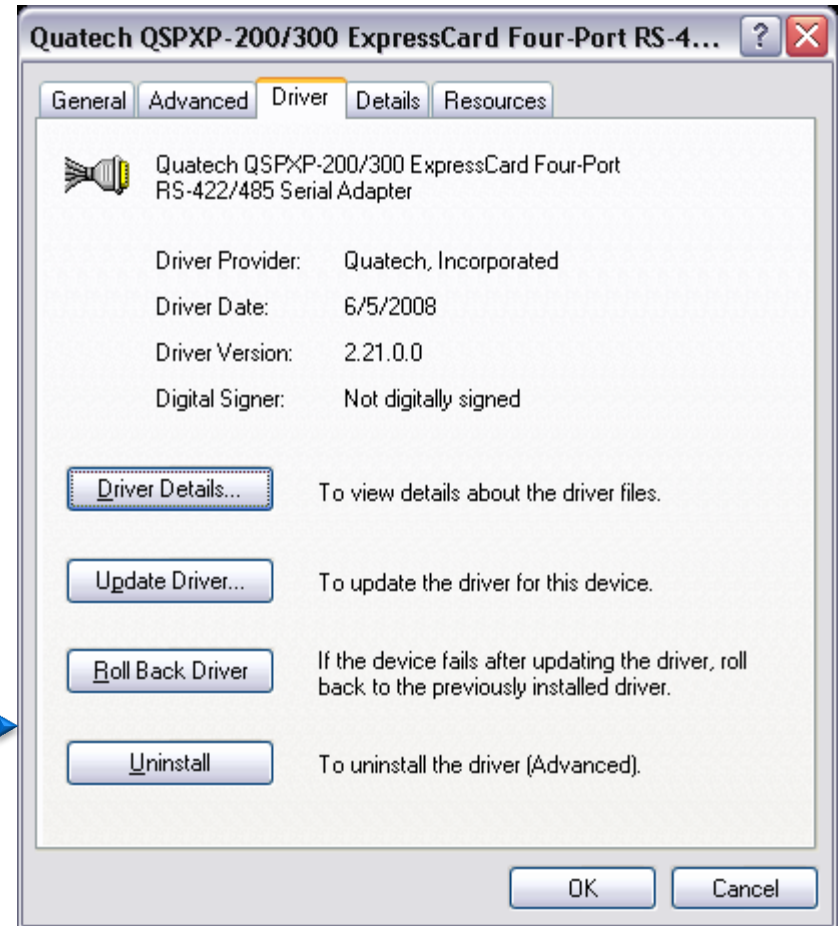 Quatech QSPXP-200/300 ExpressCard Four-Port RS-4...
General Advanced Driver Details Resources
Quatech QSPXP-200/300 ExpressCard Four-Port
RS-422/485 Serial Adapter
Driver Provider: Quatech, Incorporated
Driver Date: 6/5/2008
Driver Version: 2.21.0.0
Digital Signer: Not digitally signed
Driver Details... To view details about the driver files.
Update Driver... To update the driver for this device.
Roll Back Driver If the device fails after updating the driver, roll
back to the previously installed driver.
Uninstall To uninstall the driver (Advanced).
OK Cancel